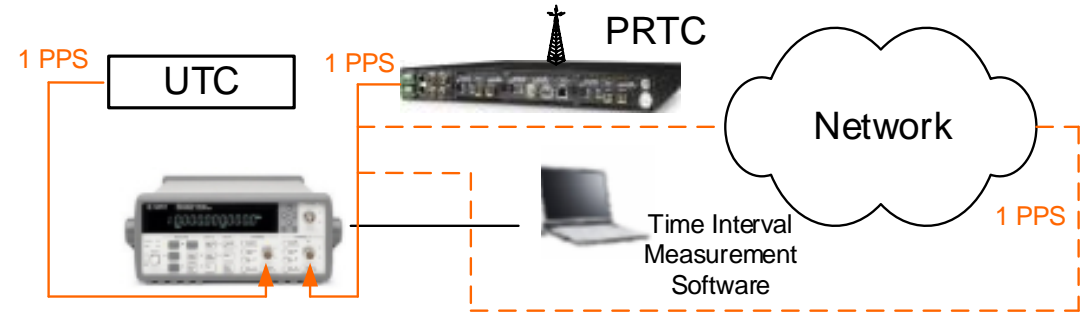 PRTC
1 PPS
UTC
1 PPS
Network
Time Interval
Measurement
Software
1 PPS